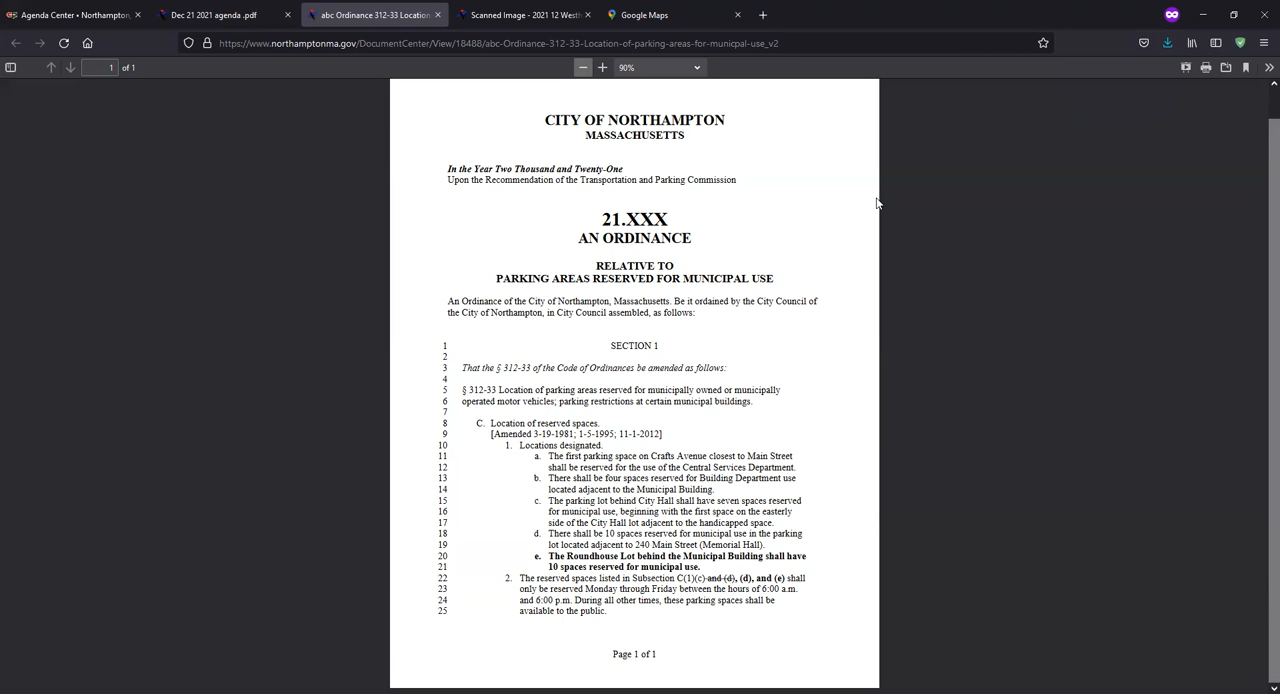 Agenda Center • Northampton,
Dec 21 2021 agenda .pdf
abc Ordinance 312-33 Location
Scanned Image - 2021 12 Westh
Google Maps
https://www.northamptonma.gov/DocumentCenter/View/18488/abc-Ordinance-312-33-Location-of-parking-areas-for-municpal-use_v2
1 of 1
90%
CITY OF NORTHAMPTON
MASSACHUSETTS
In the Year Two Thousand and Twenty-One
Upon the Recommendation of the Transportation and Parking Commission
21.XXX
AN ORDINANCE
RELATIVE TO
PARKING AREAS RESERVED FOR MUNICIPAL USE
An Ordinance of the City of Northampton, Massachusetts. Be it ordained by the City Council of
the City of Northampton, in City Council assembled, as follows:
1 SECTION 1
2
3 That the § 312-33 of the Code of Ordinances be amended as follows:
4
5 § 312-33 Location of parking areas reserved for municipally owned or municipally
6 operated motor vehicles; parking restrictions at certain municipal buildings.
7
8 C. Location of reserved spaces.
9 [Amended 3-19-1981; 1-5-1995; 11-1-2012]
10 1. Locations designated.
11 a. The first parking space on Crafts Avenue closest to Main Street
12 shall be reserved for the use of the Central Services Department.
13 b. There shall be four spaces reserved for Building Department use
14 located adjacent to the Municipal Building.
15 c. The parking lot behind City Hall shall have seven spaces reserved
16 for municipal use, beginning with the first space on the easterly
17 side of the City Hall lot adjacent to the handicapped space.
18 d. There shall be 10 spaces reserved for municipal use in the parking
19 lot located adjacent to 240 Main Street (Memorial Hall).
20 e. The Roundhouse Lot behind the Municipal Building shall have
21 10 spaces reserved for municipal use.
22 2. The reserved spaces listed in Subsection C(1)(c) and (d), (d), and (e) shall
23 only be reserved Monday through Friday between the hours of 6:00 a.m.
24 and 6:00 p.m. During all other times, these parking spaces shall be
25 available to the public.
Page 1 of 1